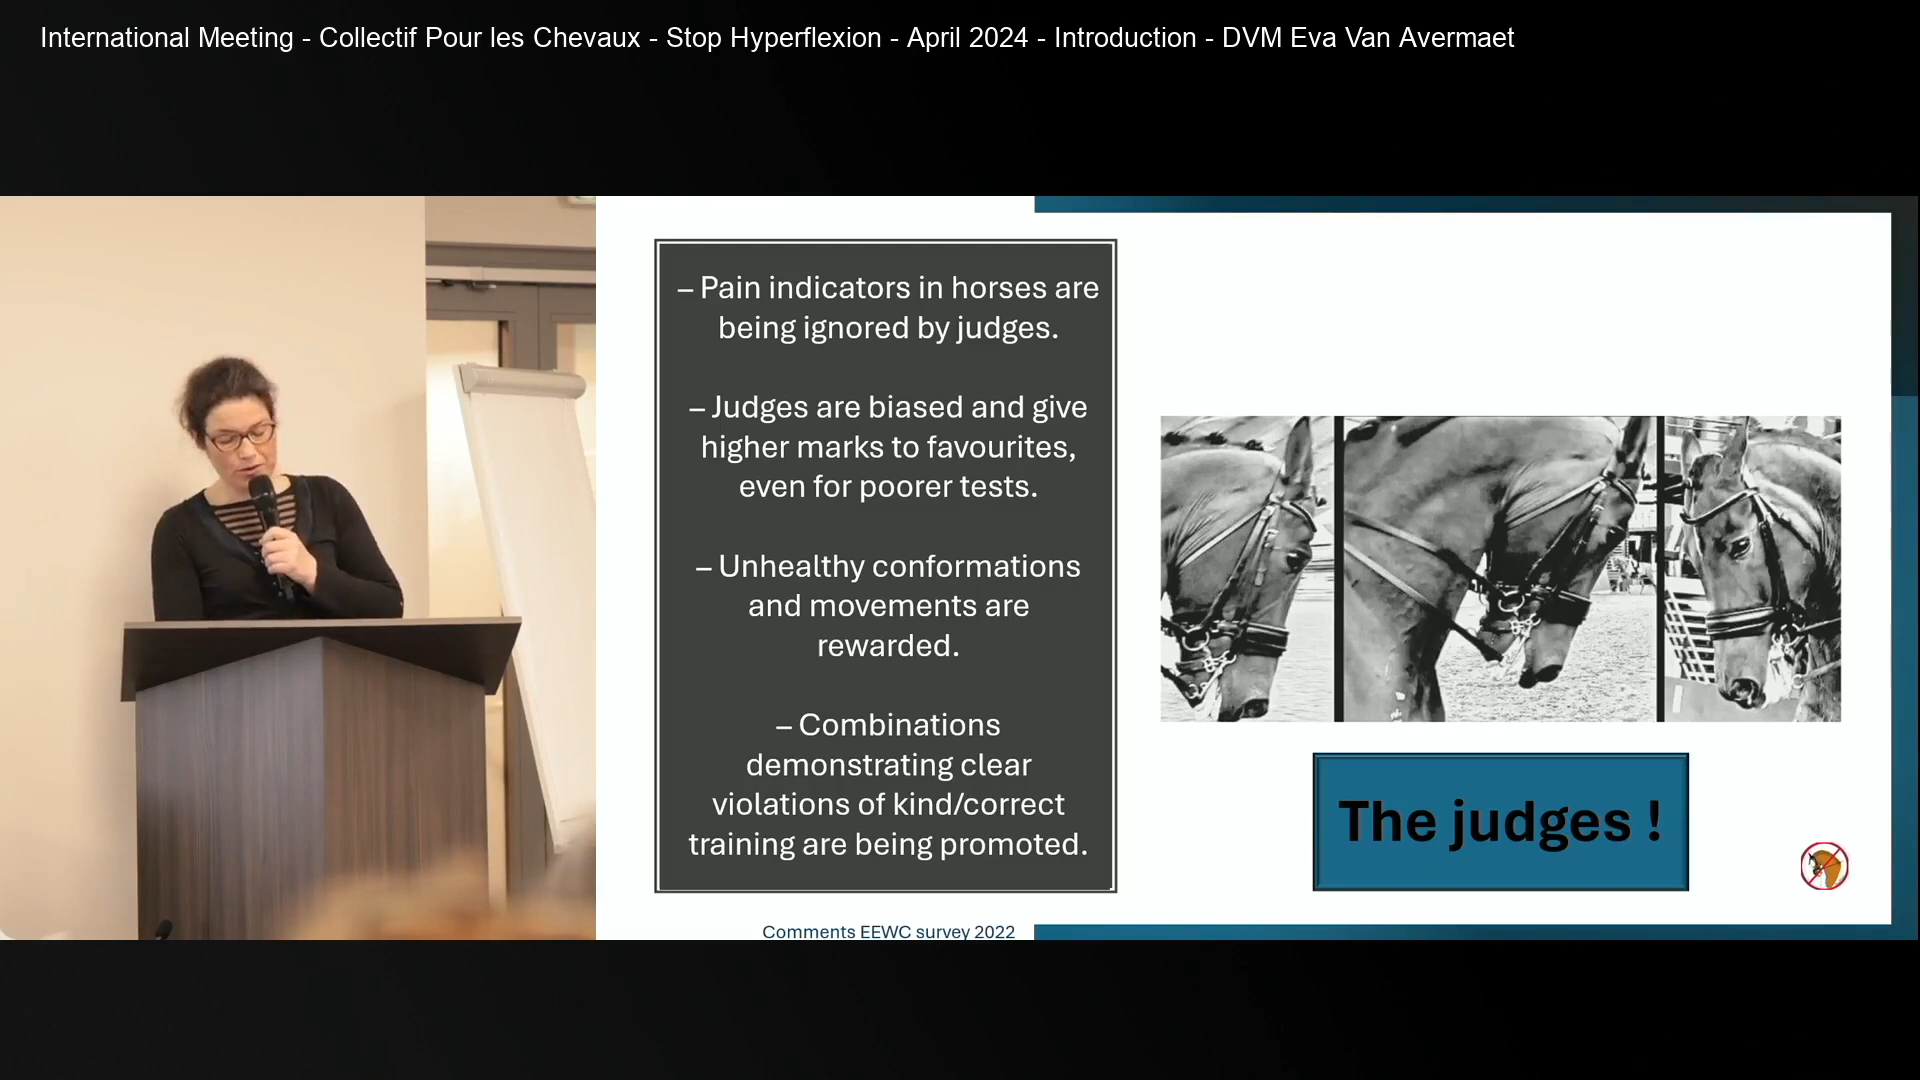 International Meeting - Collectif Pour les Chevaux - Stop Hyperflexion - April 2024 - Introduction - DVM Eva Van Avermaet
– Pain indicators in horses are
being ignored by judges.
– Judges are biased and give
higher marks to favourites,
even for poorer tests.
– Unhealthy conformations
and movements are
rewarded.
– Combinations
demonstrating clear
violations of kind/correct
training are being promoted.
The judges !
Comments EEWC survey 2022